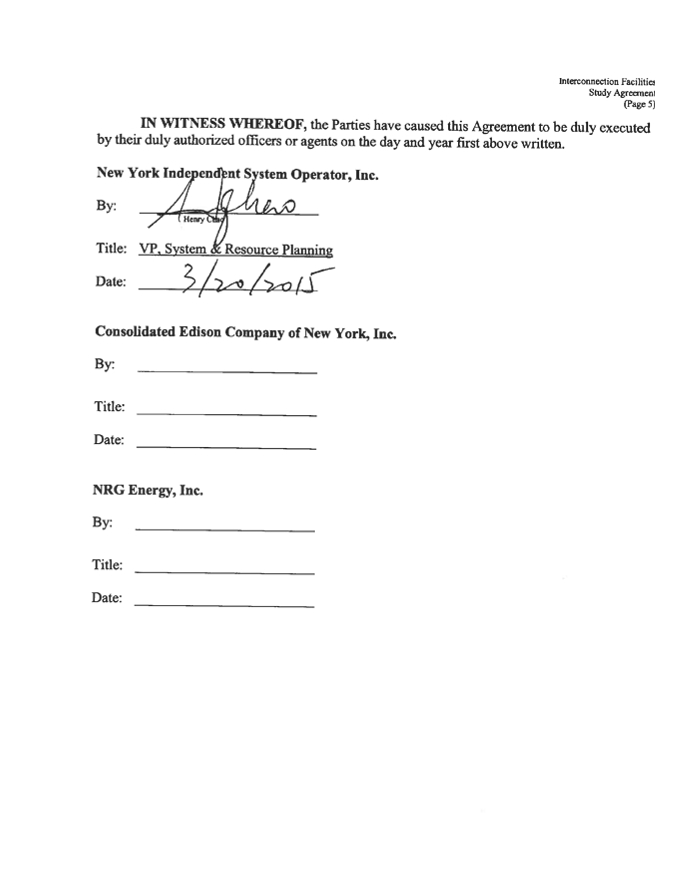 Interconnection Facilities
Study Agreement
(Page 5)
IN WITNESS WHEREOF, the Parties have caused this Agreement to be duly executed
by their duly authorized officers or agents on the day and year first above written.
New York Independent System Operator, Inc.
By:
(Henry
Title: VP, System & Resource Planning
Date: 3/20/2015
Consolidated Edison Company of New York, Inc.
By:
Title:
Date:
NRG Energy, Inc.
By:
Title:
Date: